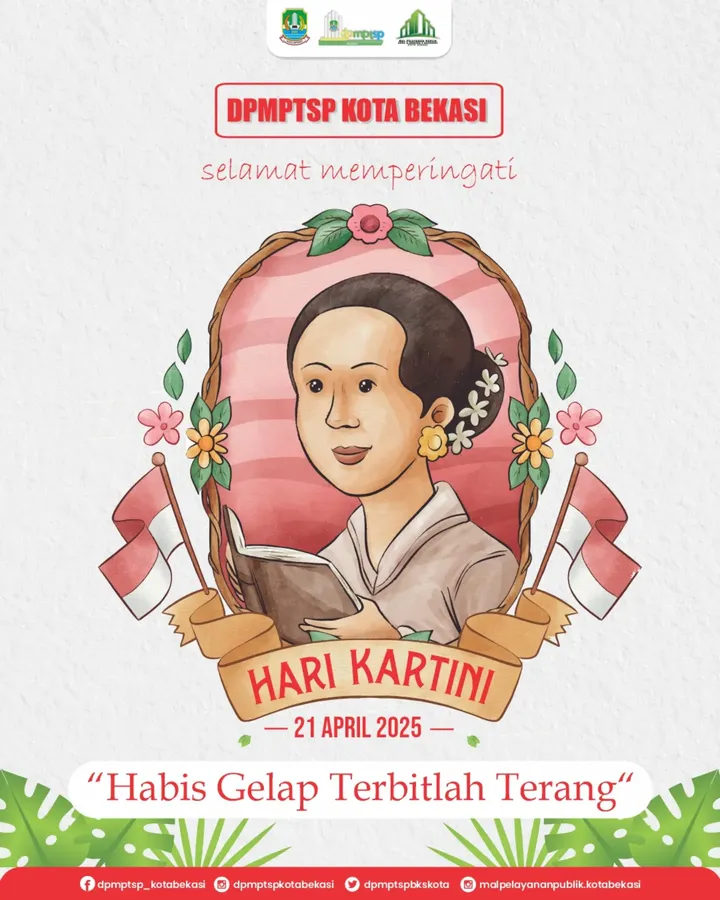 dpmptsp
DPMPTSP KOTA BEKASI
selamat memperingati
HARI KARTINI
— 21 APRIL 2025 —
“Habis Gelap Terbitlah Terang“
dpmptsp_kotabekasi dpmptspkotabekasi dpmptspbkskota malpelayananpublik.kotabekasi